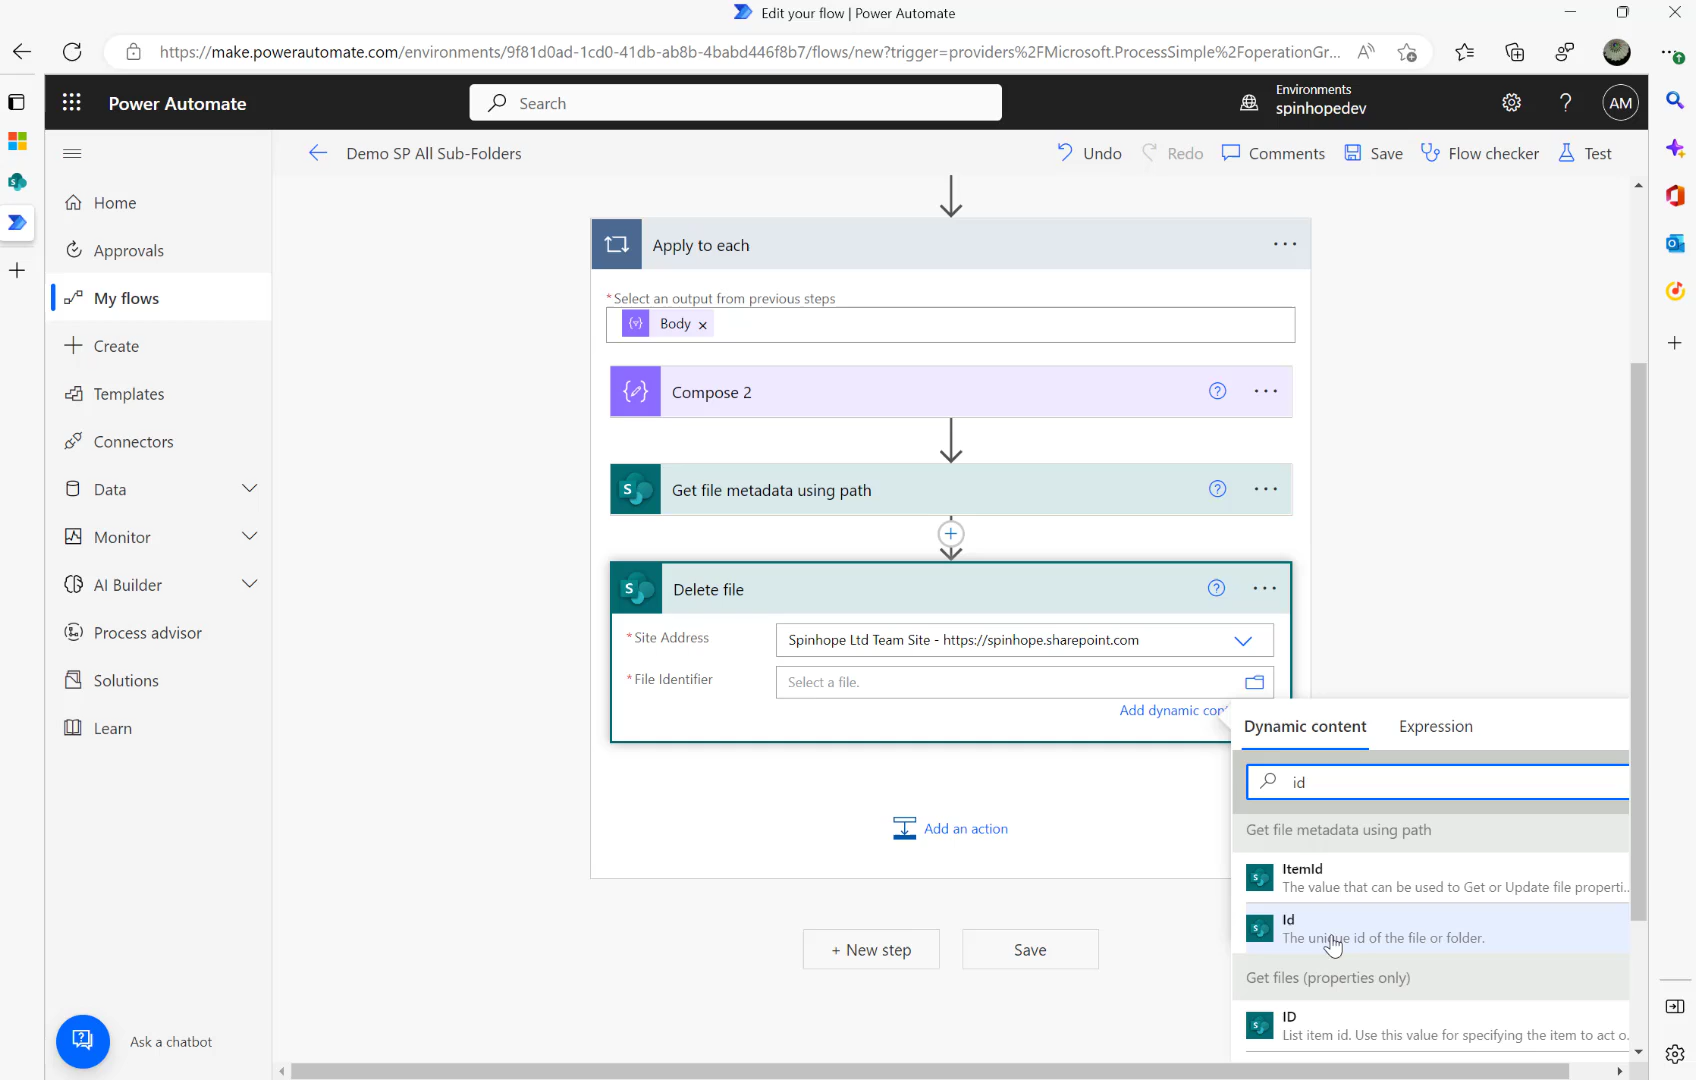 Edit your flow | Power Automate
https://make.powerautomate.com/environments/9f81d0ad-1cd0-41db-ab8b-4babd446f8b7/flows/new?trigger=providers%2FMicrosoft.ProcessSimple%2FoperationGr...
Power Automate
Search
Environments
spinhopedev
?
AM
Demo SP All Sub-Folders
Undo
Redo
Comments
Save
Flow checker
Test
Home
Approvals
My flows
Create
Templates
Connectors
Data
Monitor
AI Builder
Process advisor
Solutions
Learn
Ask a chatbot
Apply to each
* Select an output from previous steps
Body
Compose 2
Get file metadata using path
Delete file
* Site Address
Spinhope Ltd Team Site - https://spinhope.sharepoint.com
* File Identifier
Select a file.
Add dynamic cont
Add an action
+ New step
Save
Dynamic content
Expression
id
Get file metadata using path
ItemId
The value that can be used to Get or Update file properti...
Id
The unique id of the file or folder.
Get files (properties only)
ID
List item id. Use this value for specifying the item to act o...